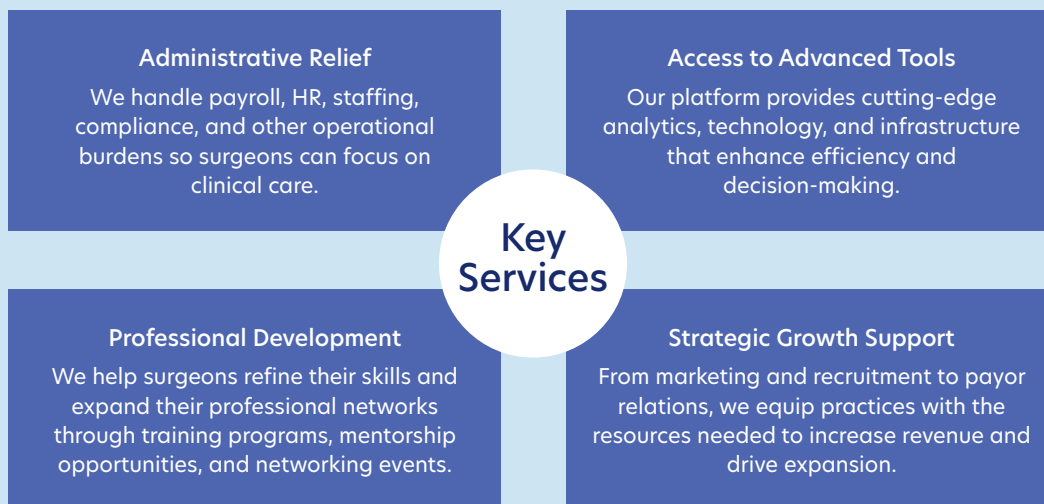 Administrative Relief
We handle payroll, HR, staffing,
compliance, and other operational
burdens so surgeons can focus on
clinical care.
Access to Advanced Tools
Our platform provides cutting-edge
analytics, technology, and infrastructure
that enhance efficiency and
decision-making.
Key
Services
Professional Development
We help surgeons refine their skills and
expand their professional networks
through training programs, mentorship
opportunities, and networking events.
Strategic Growth Support
From marketing and recruitment to payor
relations, we equip practices with the
resources needed to increase revenue and
drive expansion.